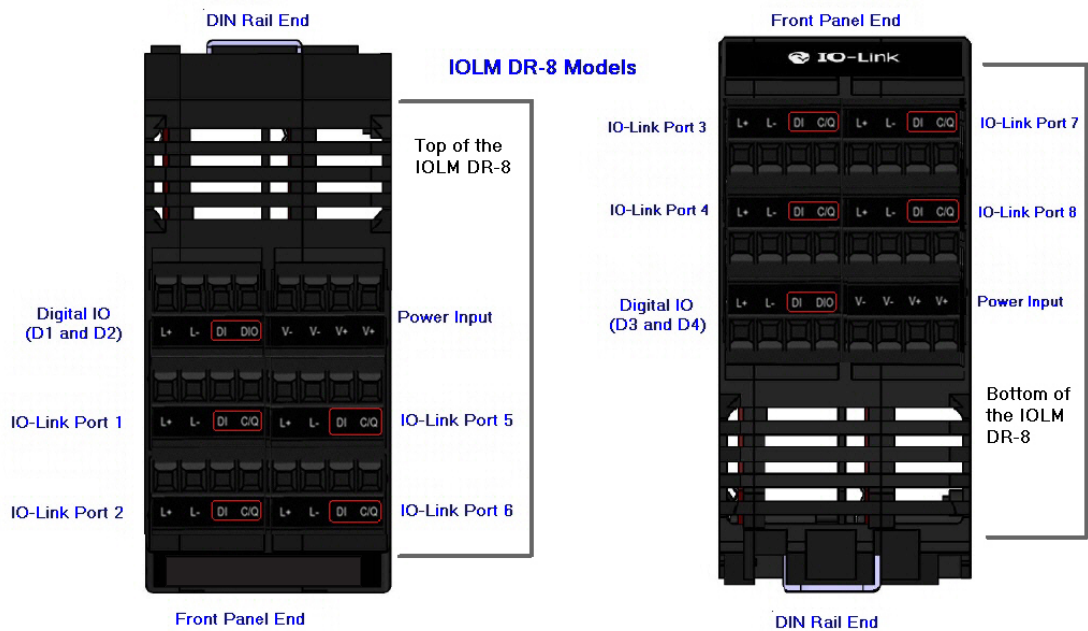 DIN Rail End
Front Panel End
IOLM DR-8 Models
IO-Link
Top of the
IOLM DR-8
Digital IO
(D1 and D2)
L+ L- DI DIO V- V- V+ V+
Power Input
IO-Link Port 1
L+ L- DI C/Q L+ L- DI C/Q
IO-Link Port 5
IO-Link Port 2
L+ L- DI C/Q L+ L- DI C/Q
IO-Link Port 6
Front Panel End
IO-Link Port 3
L+ L- DI C/Q L+ L- DI C/Q
IO-Link Port 7
IO-Link Port 4
L+ L- DI C/Q L+ L- DI C/Q
IO-Link Port 8
Digital IO
(D3 and D4)
L+ L- DI DIO V- V- V+ V+
Power Input
Bottom of
the IOLM
DR-8
DIN Rail End